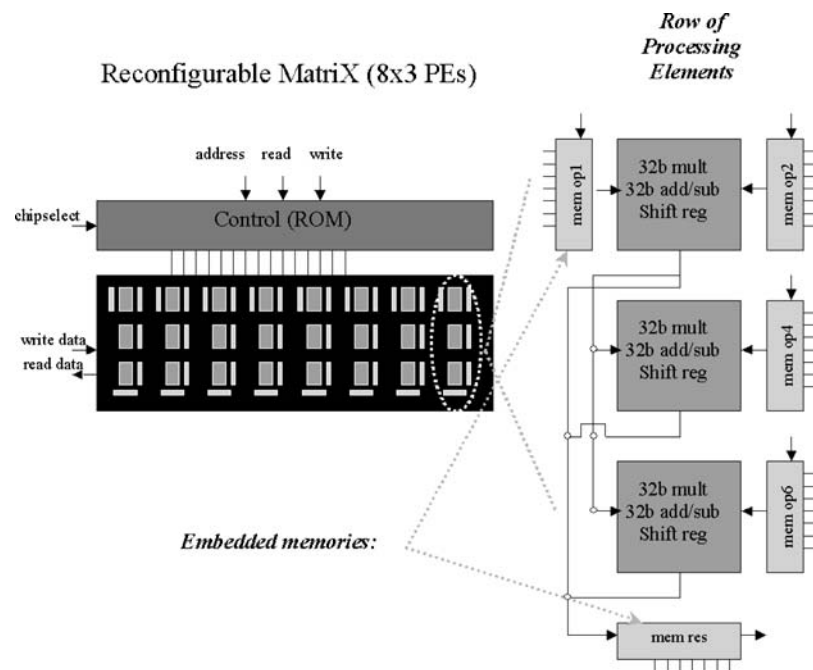 Row of
Processing
Elements
Reconfigurable MatriX (8x3 PEs)
address read write
chipselect
Control (ROM)
write data
read data
mem op1
32b mult
32b add/sub
Shift reg
mem op2
32b mult
32b add/sub
Shift reg
mem op4
32b mult
32b add/sub
Shift reg
mem op6
Embedded memories:
mem res